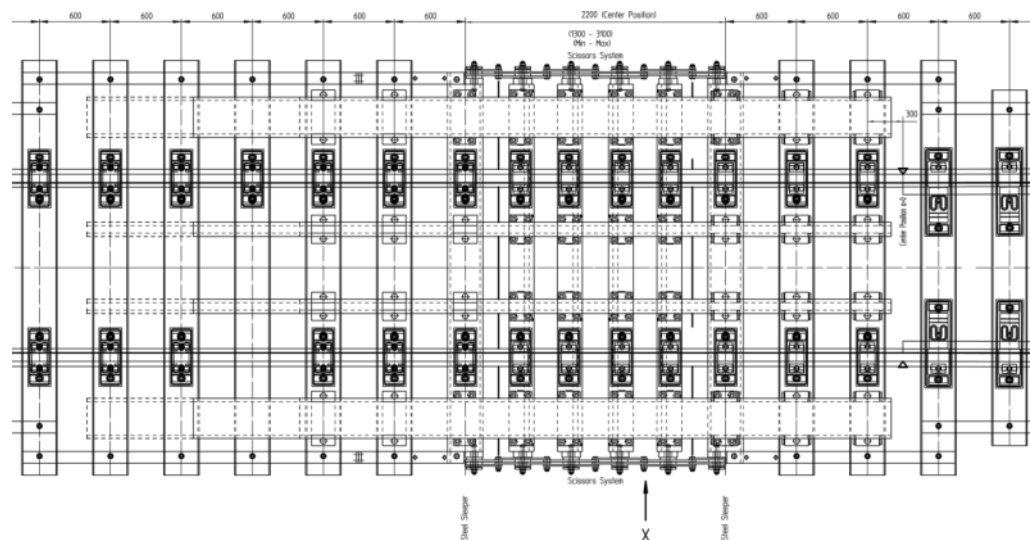 600 600 600 600 600 600 2200 (Center Position) 600 600 600 600
(1300 - 3100)
(Min - Max)
Scissors System
300
Center Position e=0
Scissors System
Steel Sleeper
Steel Sleeper
X